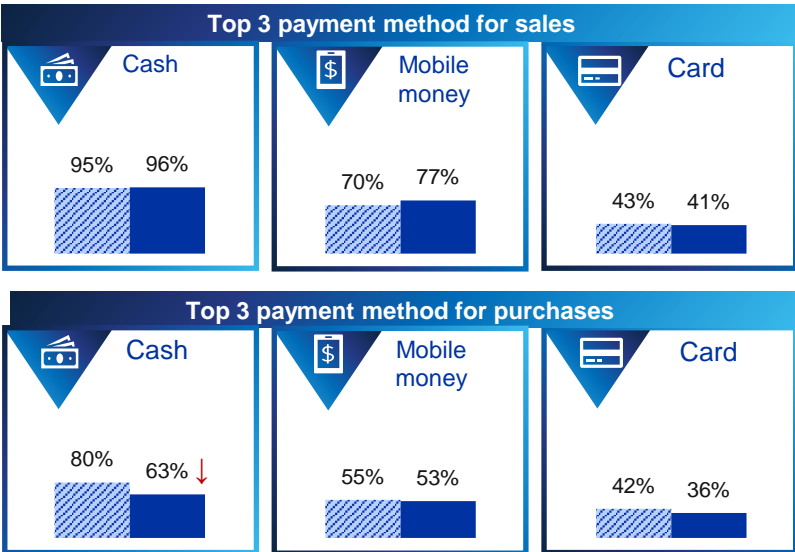 Top 3 payment method for sales
Cash
95% 96%
$
Mobile
money
70% 77%
Card
43% 41%
Top 3 payment method for purchases
Cash
80% 63% ↓
$
Mobile
money
55% 53%
Card
42% 36%